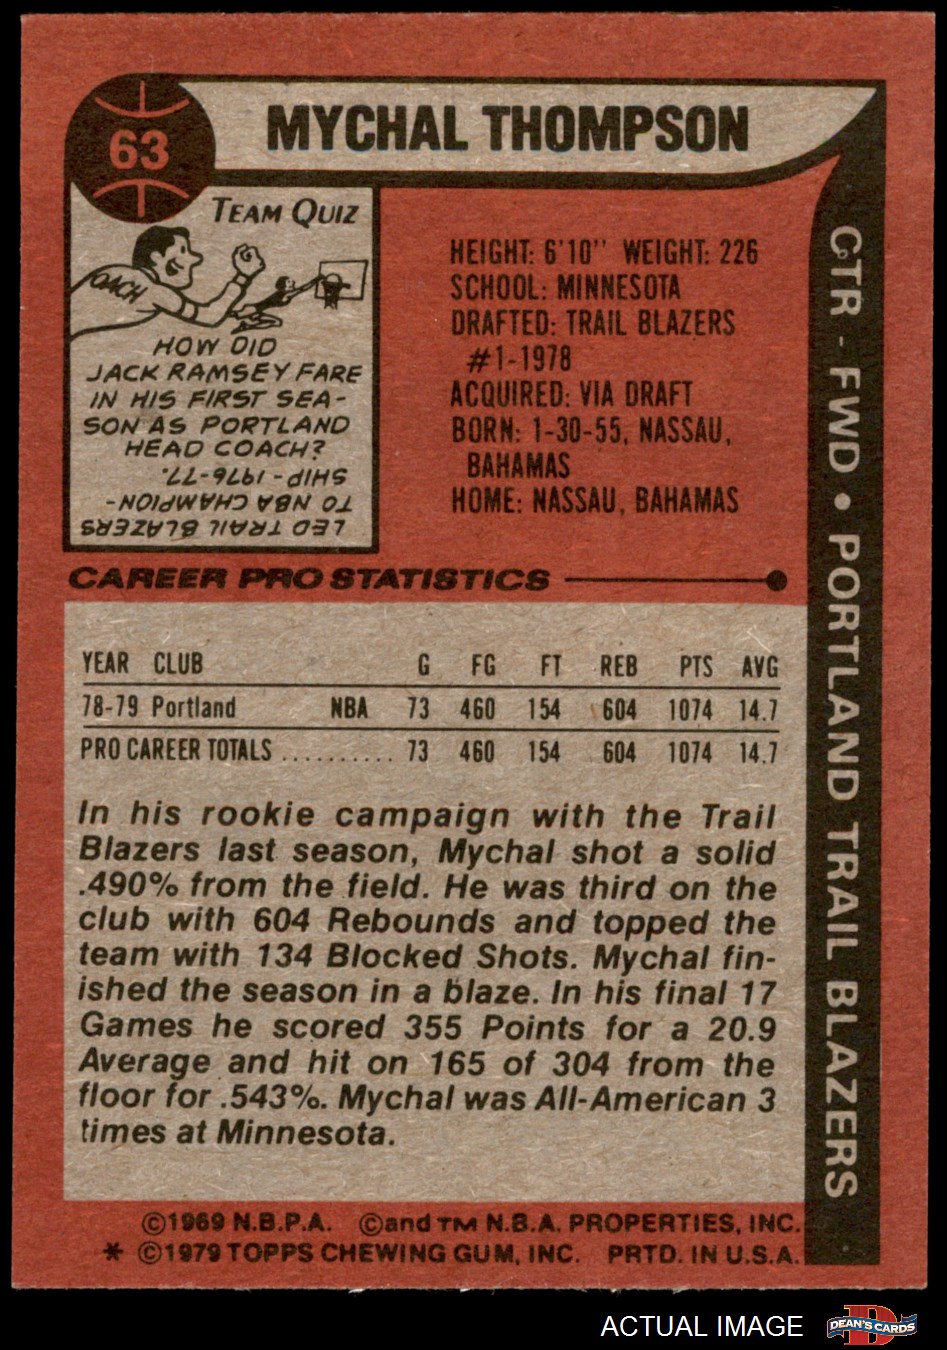 63
MYCHAL THOMPSON
TEAM QUIZ
COACH
HOW DID
JACK RAMSEY FARE
IN HIS FIRST SEA-
SON AS PORTLAND
HEAD COACH?
LED TRAIL BLAZERS
TO NBA CHAMPION-
SHIP - 1976-77.
HEIGHT: 6'10'' WEIGHT: 226
SCHOOL: MINNESOTA
DRAFTED: TRAIL BLAZERS
#1-1978
ACQUIRED: VIA DRAFT
BORN: 1-30-55, NASSAU,
BAHAMAS
HOME: NASSAU, BAHAMAS
CTR - FWD • PORTLAND TRAIL BLAZERS
CAREER PRO STATISTICS
YEAR CLUB G FG FT REB PTS AVG
78-79 Portland NBA 73 460 154 604 1074 14.7
PRO CAREER TOTALS .......... 73 460 154 604 1074 14.7
In his rookie campaign with the Trail
Blazers last season, Mychal shot a solid
.490% from the field. He was third on the
club with 604 Rebounds and topped the
team with 134 Blocked Shots. Mychal fin-
ished the season in a blaze. In his final 17
Games he scored 355 Points for a 20.9
Average and hit on 165 of 304 from the
floor for .543%. Mychal was All-American 3
times at Minnesota.
©1969 N.B.P.A. ©and TM N.B.A. PROPERTIES, INC.
* ©1979 TOPPS CHEWING GUM, INC. PRTD. IN U.S.A.
ACTUAL IMAGE
D
DEAN'S CARDS